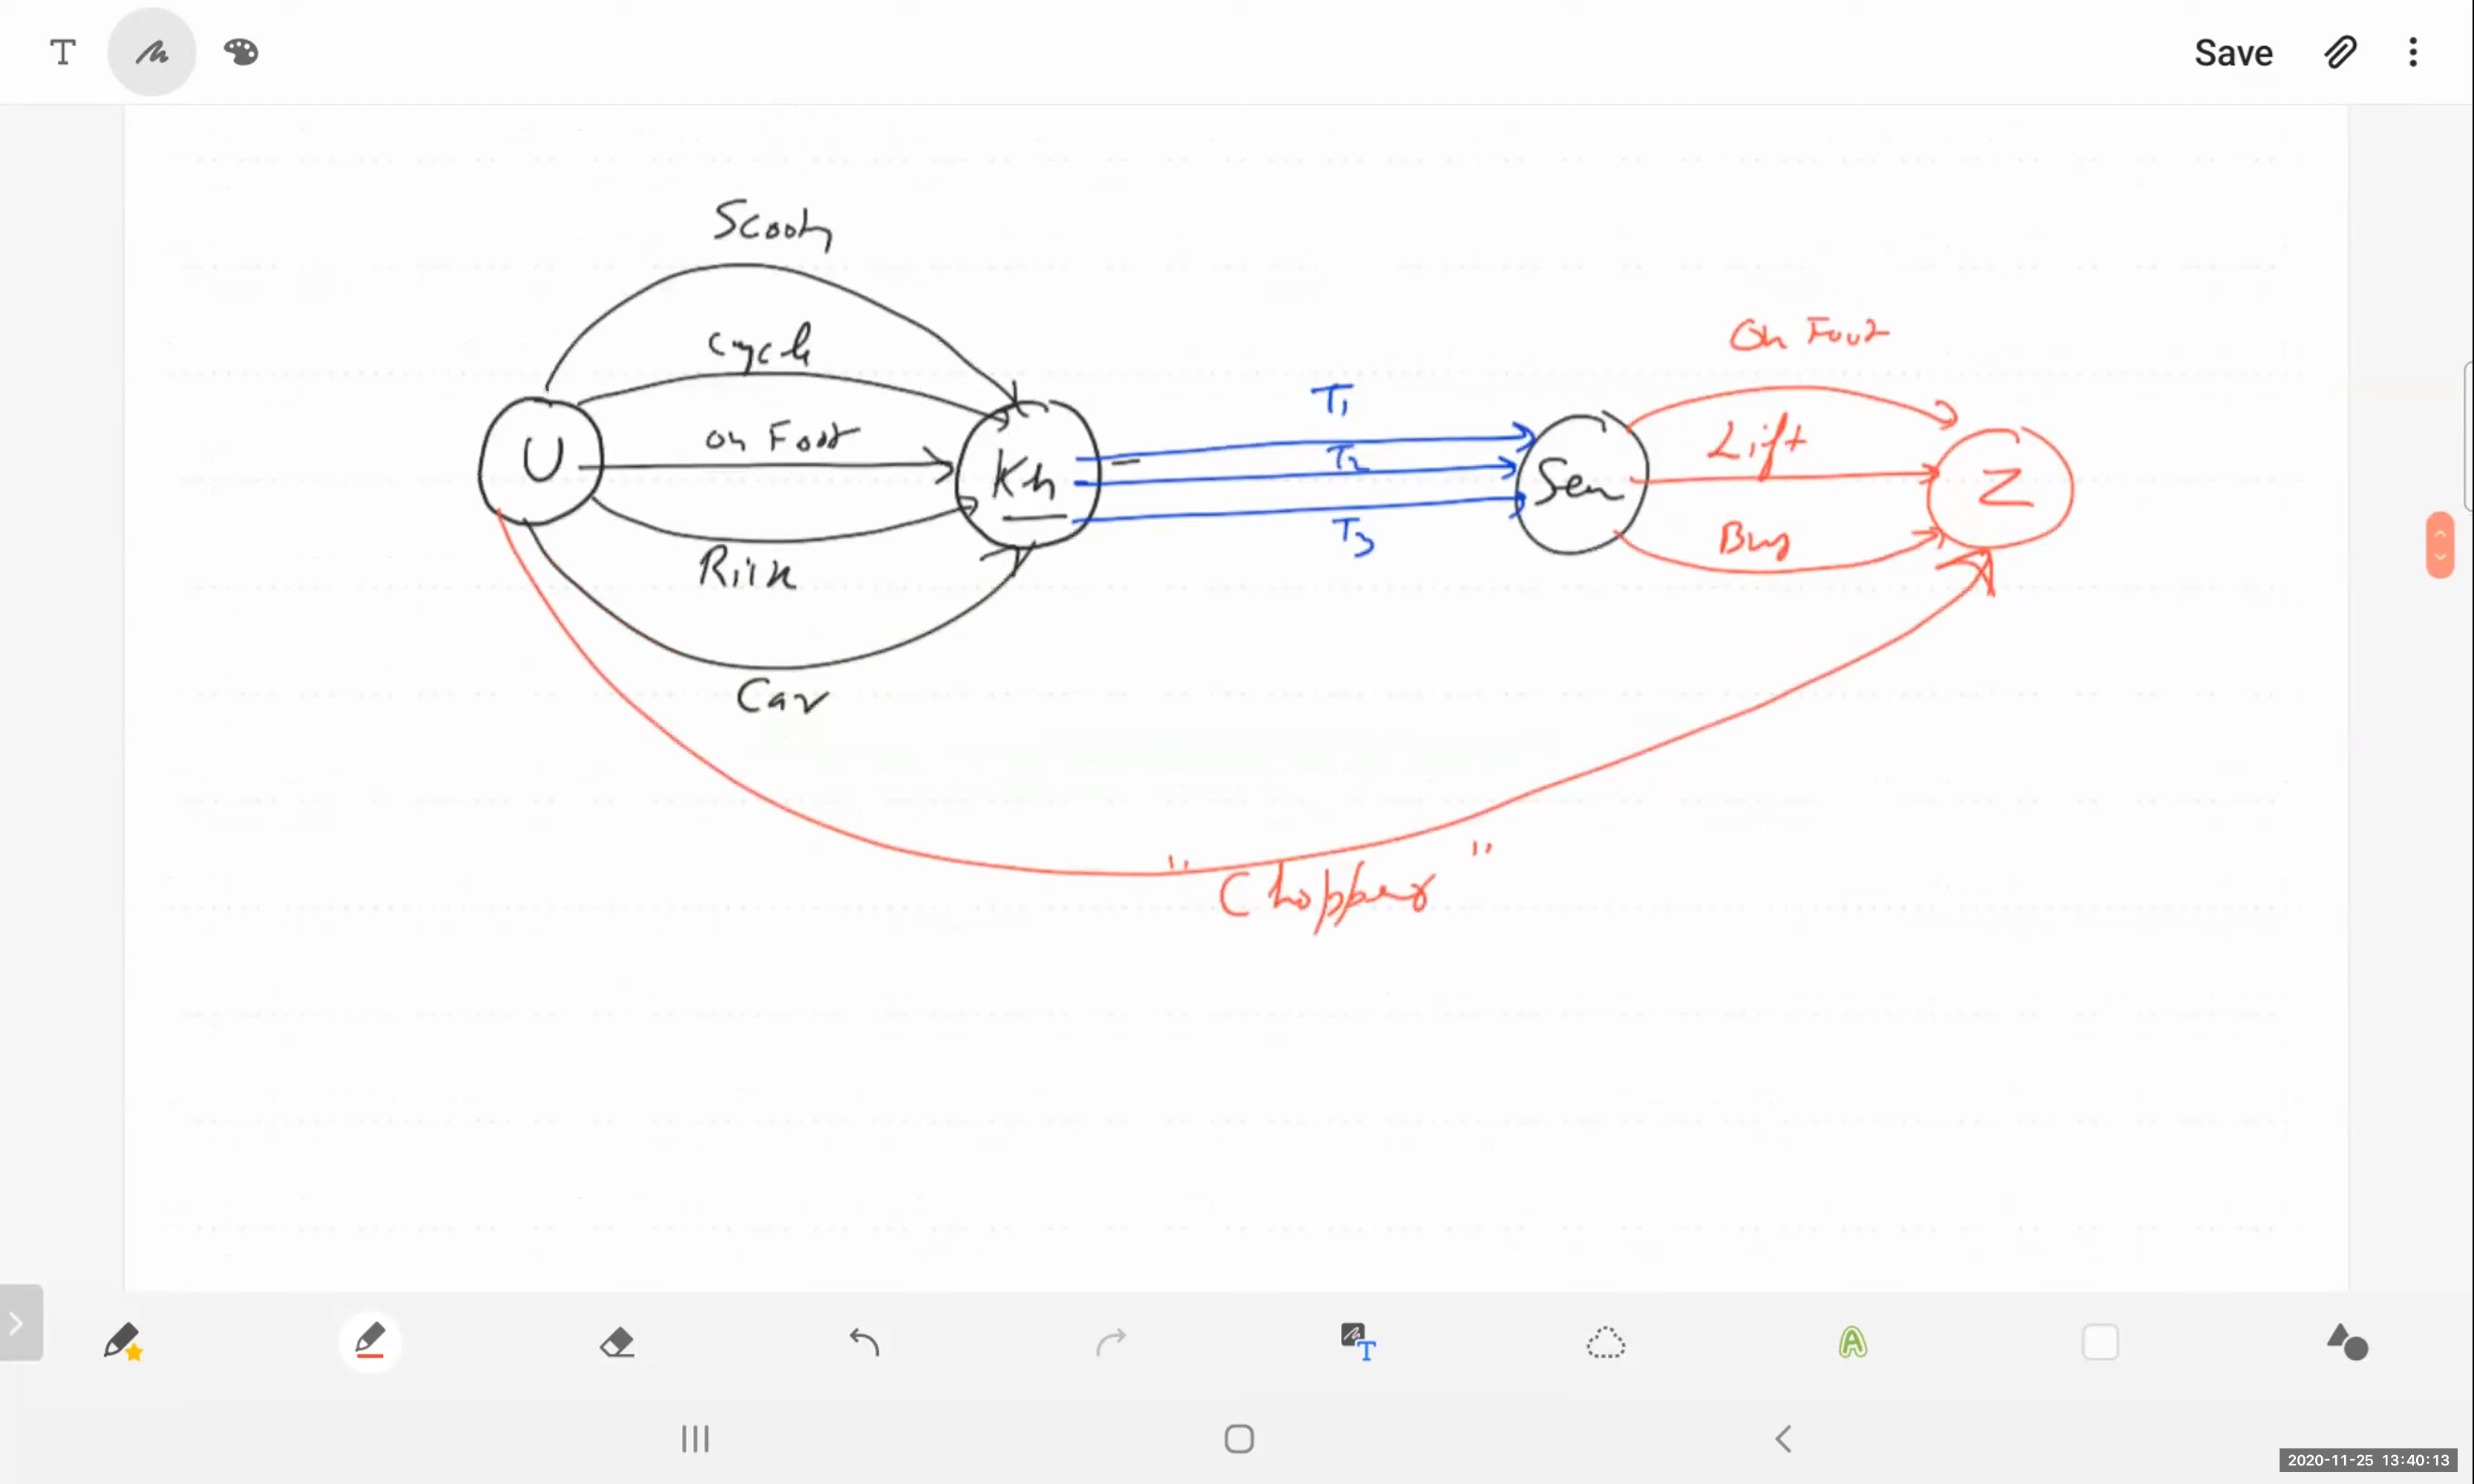 Save
Scooty
cycle
on Foot
U
Kh
Rick
Car
T1
T2
T3
Sen
On Foot
Lift
Bus
Z
"Chopper"
T
A
2020-11-25 13:40:13